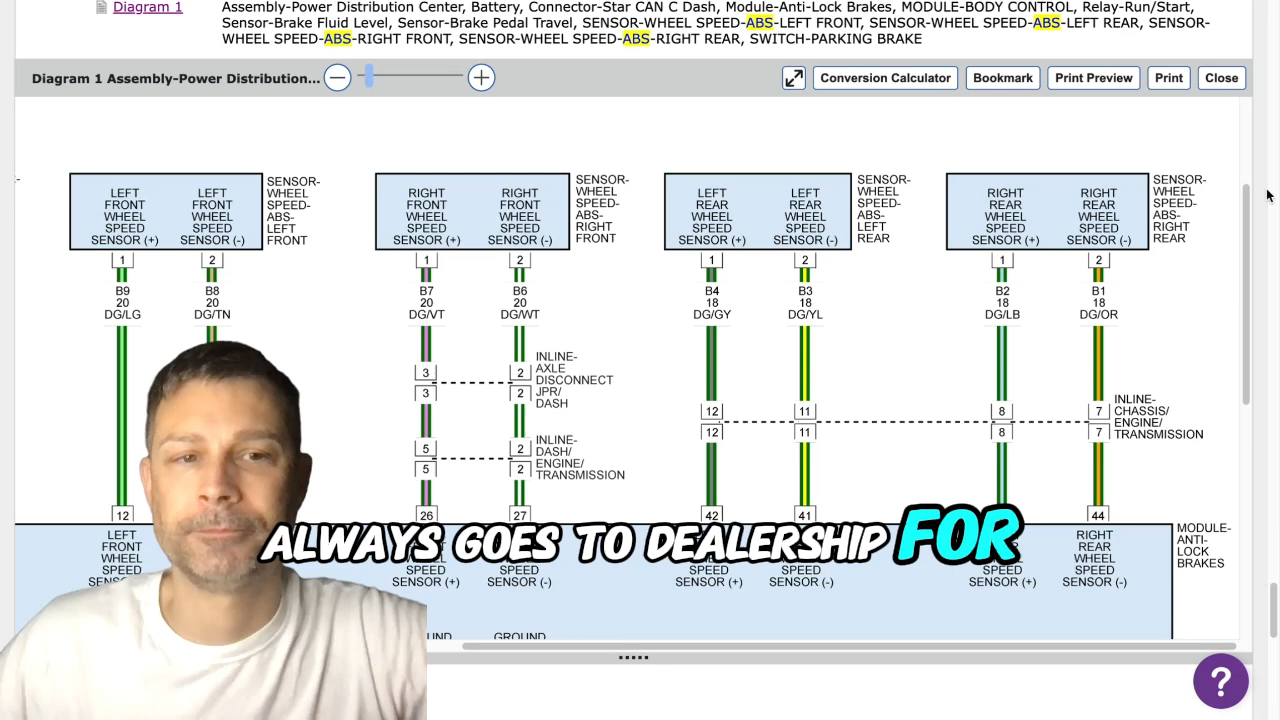 Diagram 1
Assembly-Power Distribution Center, Battery, Connector-Star CAN C Dash, Module-Anti-Lock Brakes, MODULE-BODY CONTROL, Relay-Run/Start,
Sensor-Brake Fluid Level, Sensor-Brake Pedal Travel, SENSOR-WHEEL SPEED-ABS-LEFT FRONT, SENSOR-WHEEL SPEED-ABS-LEFT REAR, SENSOR-
WHEEL SPEED-ABS-RIGHT FRONT, SENSOR-WHEEL SPEED-ABS-RIGHT REAR, SWITCH-PARKING BRAKE
Diagram 1 Assembly-Power Distribution...
Conversion Calculator
Bookmark
Print Preview
Print
Close
LEFT
FRONT
WHEEL
SPEED
SENSOR (+)
LEFT
FRONT
WHEEL
SPEED
SENSOR (-)
SENSOR-
WHEEL
SPEED-
ABS-
LEFT
FRONT
RIGHT
FRONT
WHEEL
SPEED
SENSOR (+)
RIGHT
FRONT
WHEEL
SPEED
SENSOR (-)
SENSOR-
WHEEL
SPEED-
ABS-
RIGHT
FRONT
LEFT
REAR
WHEEL
SPEED
SENSOR (+)
LEFT
REAR
WHEEL
SPEED
SENSOR (-)
SENSOR-
WHEEL
SPEED-
ABS-
LEFT
REAR
RIGHT
REAR
WHEEL
SPEED
SENSOR (+)
RIGHT
REAR
WHEEL
SPEED
SENSOR (-)
SENSOR-
WHEEL
SPEED-
ABS-
RIGHT
REAR
1 2 1 2 1 2 1 2
B9 B8 B7 B6 B4 B3 B2 B1
20 20 20 20 18 18 18 18
DG/LG DG/TN DG/VT DG/WT DG/GY DG/YL DG/LB DG/OR
3 2
3 2
INLINE-
AXLE
DISCONNECT
JPR/
DASH
12 11 8 7
12 11 8 7
INLINE-
CHASSIS/
ENGINE/
TRANSMISSION
5 2
5 2
INLINE-
DASH/
ENGINE/
TRANSMISSION
12 26 27 42 41 44
ALWAYS GOES TO DEALERSHIP FOR
LEFT
FRONT
WHEEL
SPEED
RIGHT
REAR
WHEEL
SPEED
SENSOR (-)
SENSOR (+)
SENSOR (-)
SENSOR (+)
SENSOR (-)
SENSOR (+)
MODULE-
ANTI-
LOCK
BRAKES
GROUND
?